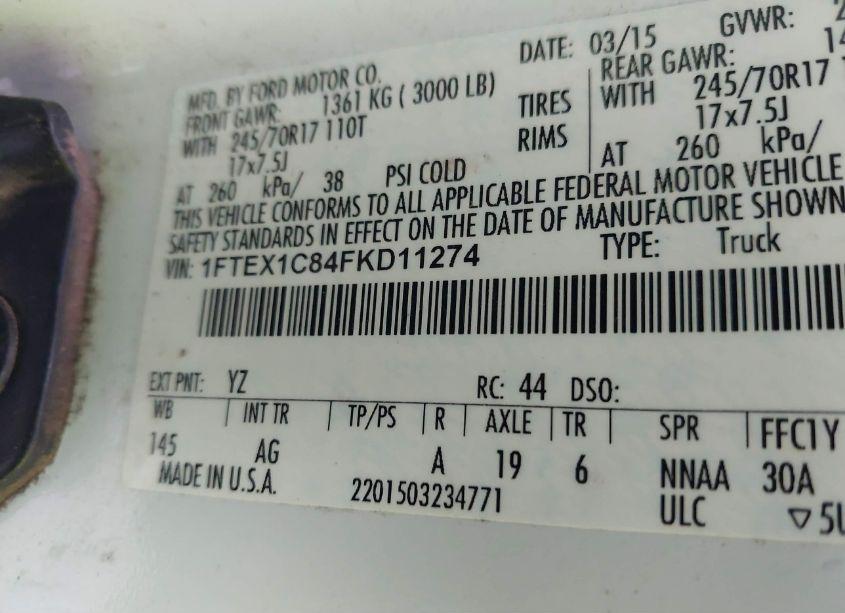 MFD. BY FORD MOTOR CO.
DATE: 03/15
GVWR:
FRONT GAWR: 1361 KG ( 3000 LB)
REAR GAWR:
WITH 245/70R17 110T
TIRES
WITH 245/70R17
17x7.5J
RIMS
17x7.5J
AT 260 kPa/ 38 PSI COLD
AT 260 kPa/
THIS VEHICLE CONFORMS TO ALL APPLICABLE FEDERAL MOTOR VEHICLE
SAFETY STANDARDS IN EFFECT ON THE DATE OF MANUFACTURE SHOWN
VIN: 1FTEX1C84FKD11274
TYPE: Truck
EXT PNT: YZ
RC: 44 DSO:
WB | INT TR | TP/PS | R | AXLE | TR | SPR | FFC1Y
145 AG A 19 6 NNAA 30A
MADE IN U.S.A.
2201503234771
ULC ▽5U